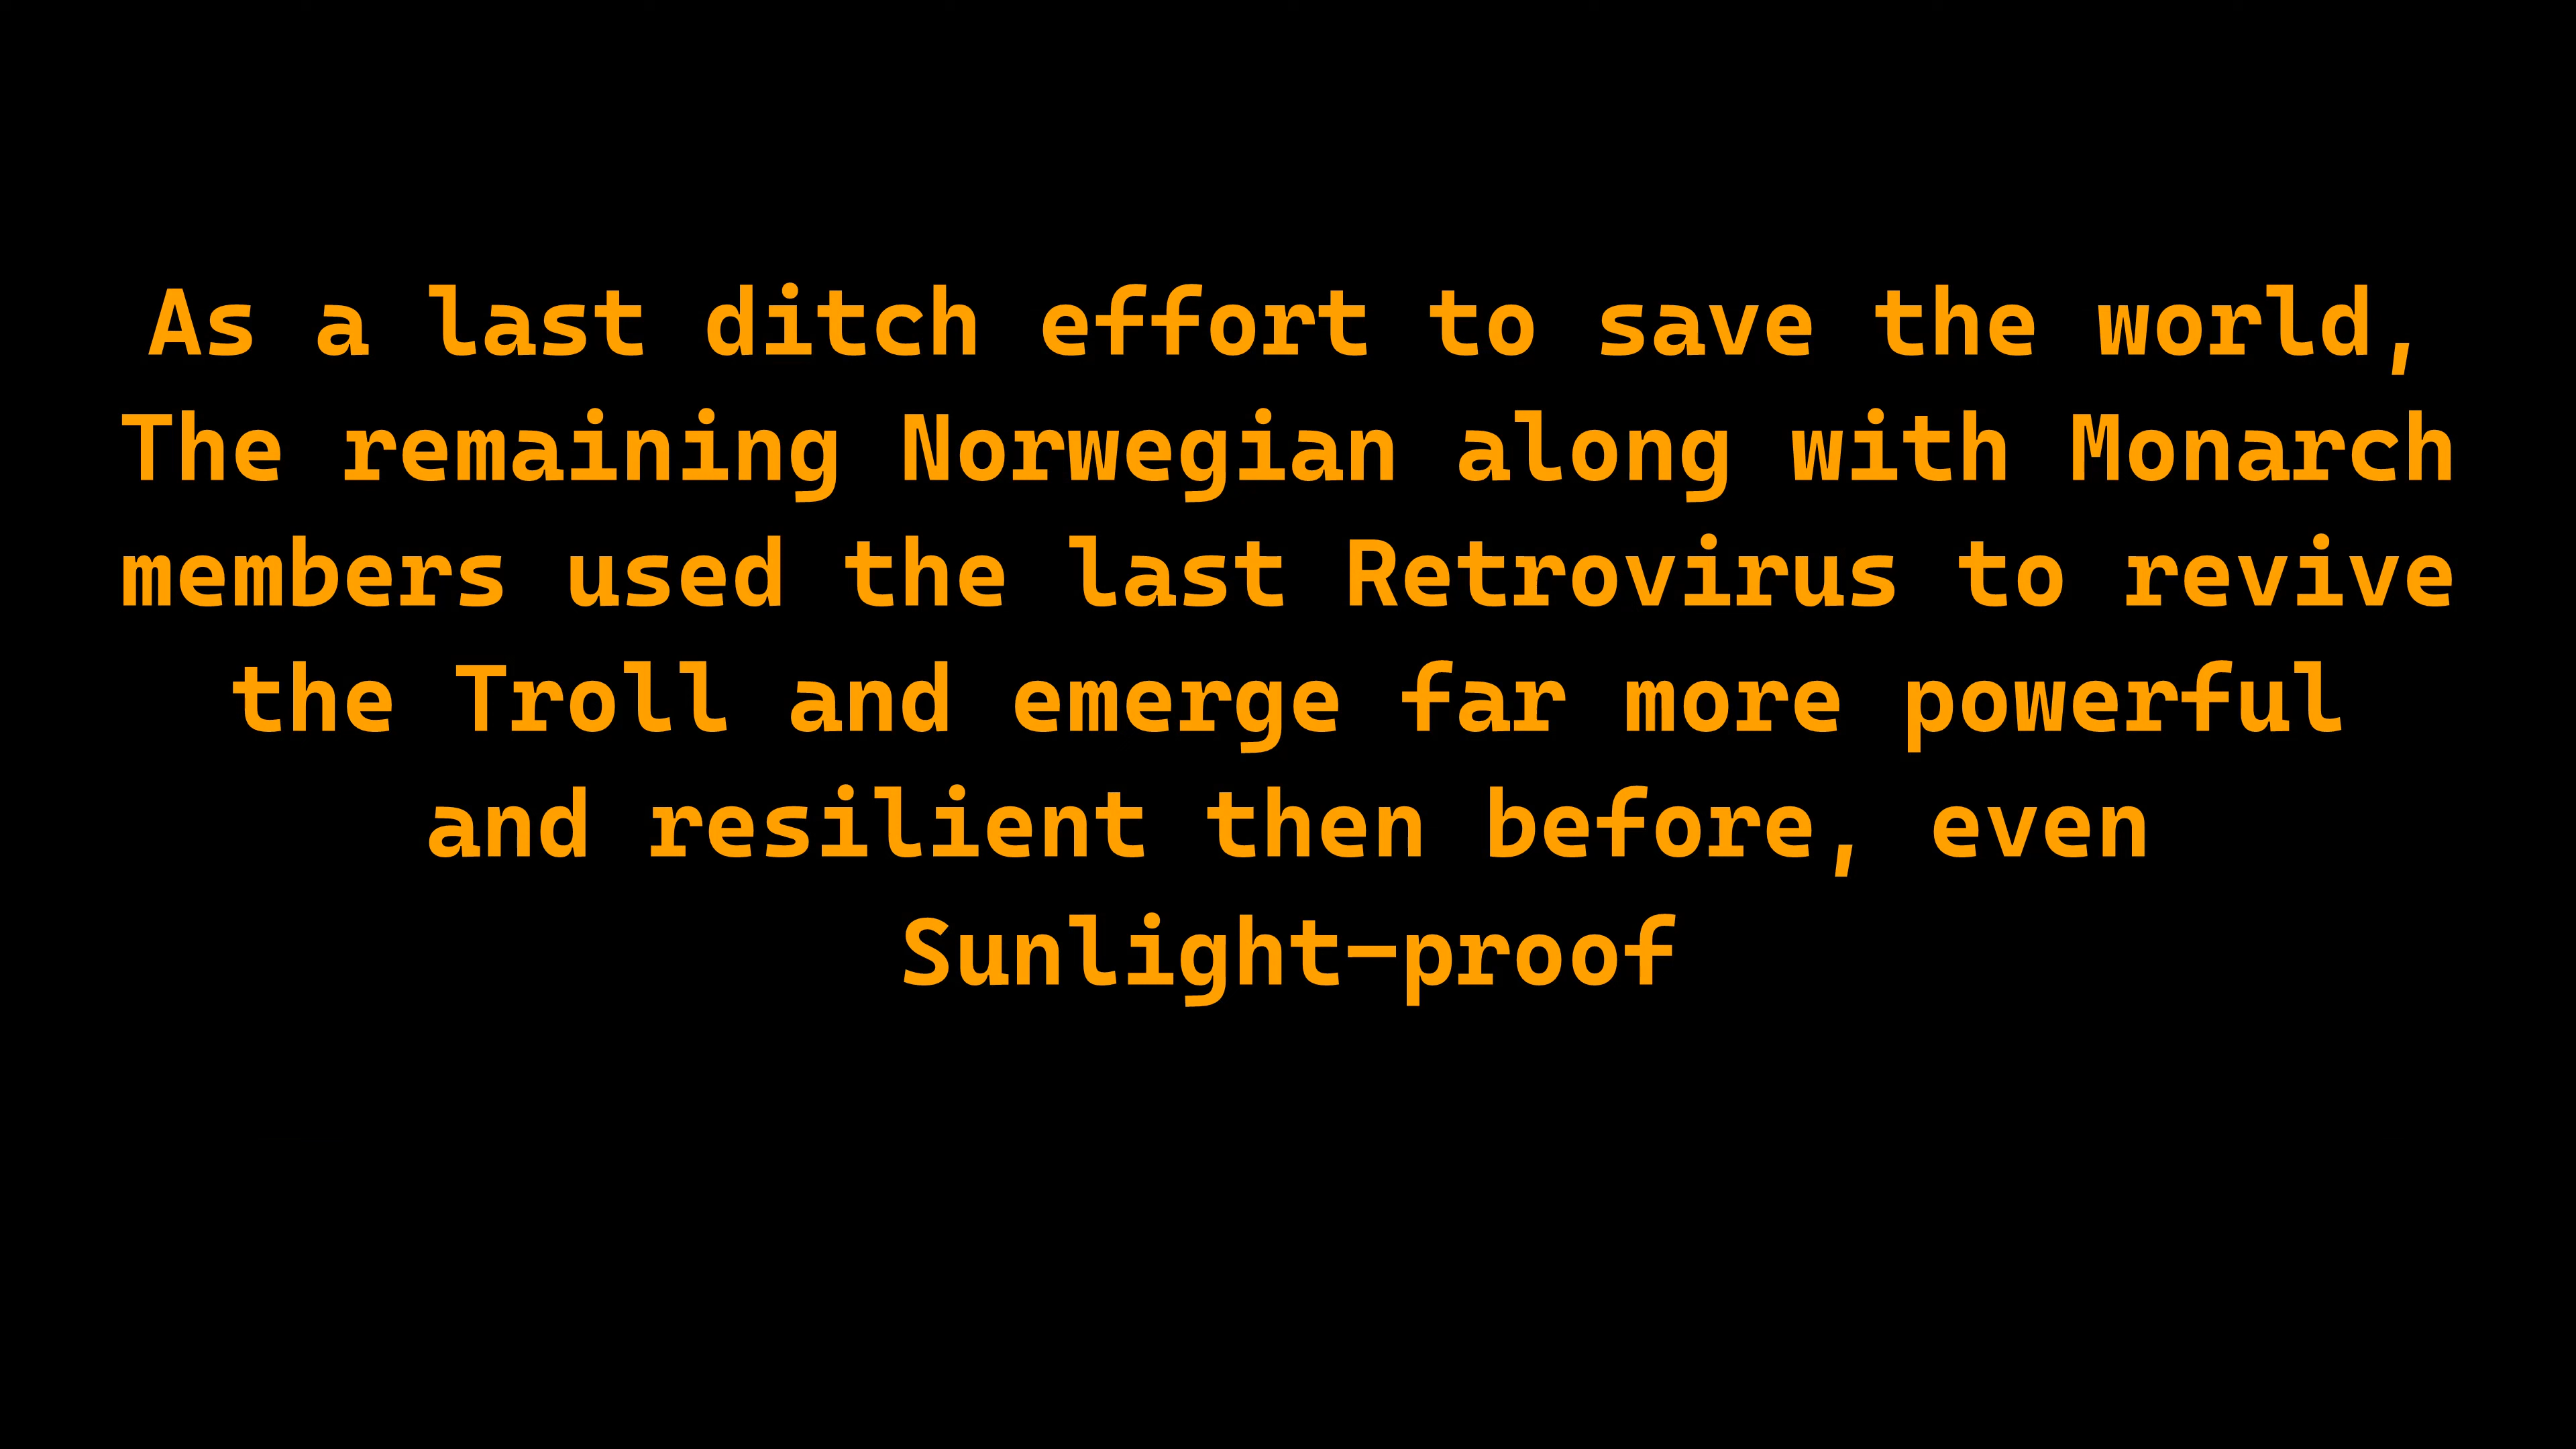 As a last ditch effort to save the world,
The remaining Norwegian along with Monarch
members used the last Retrovirus to revive
the Troll and emerge far more powerful
and resilient then before, even
Sunlight-proof